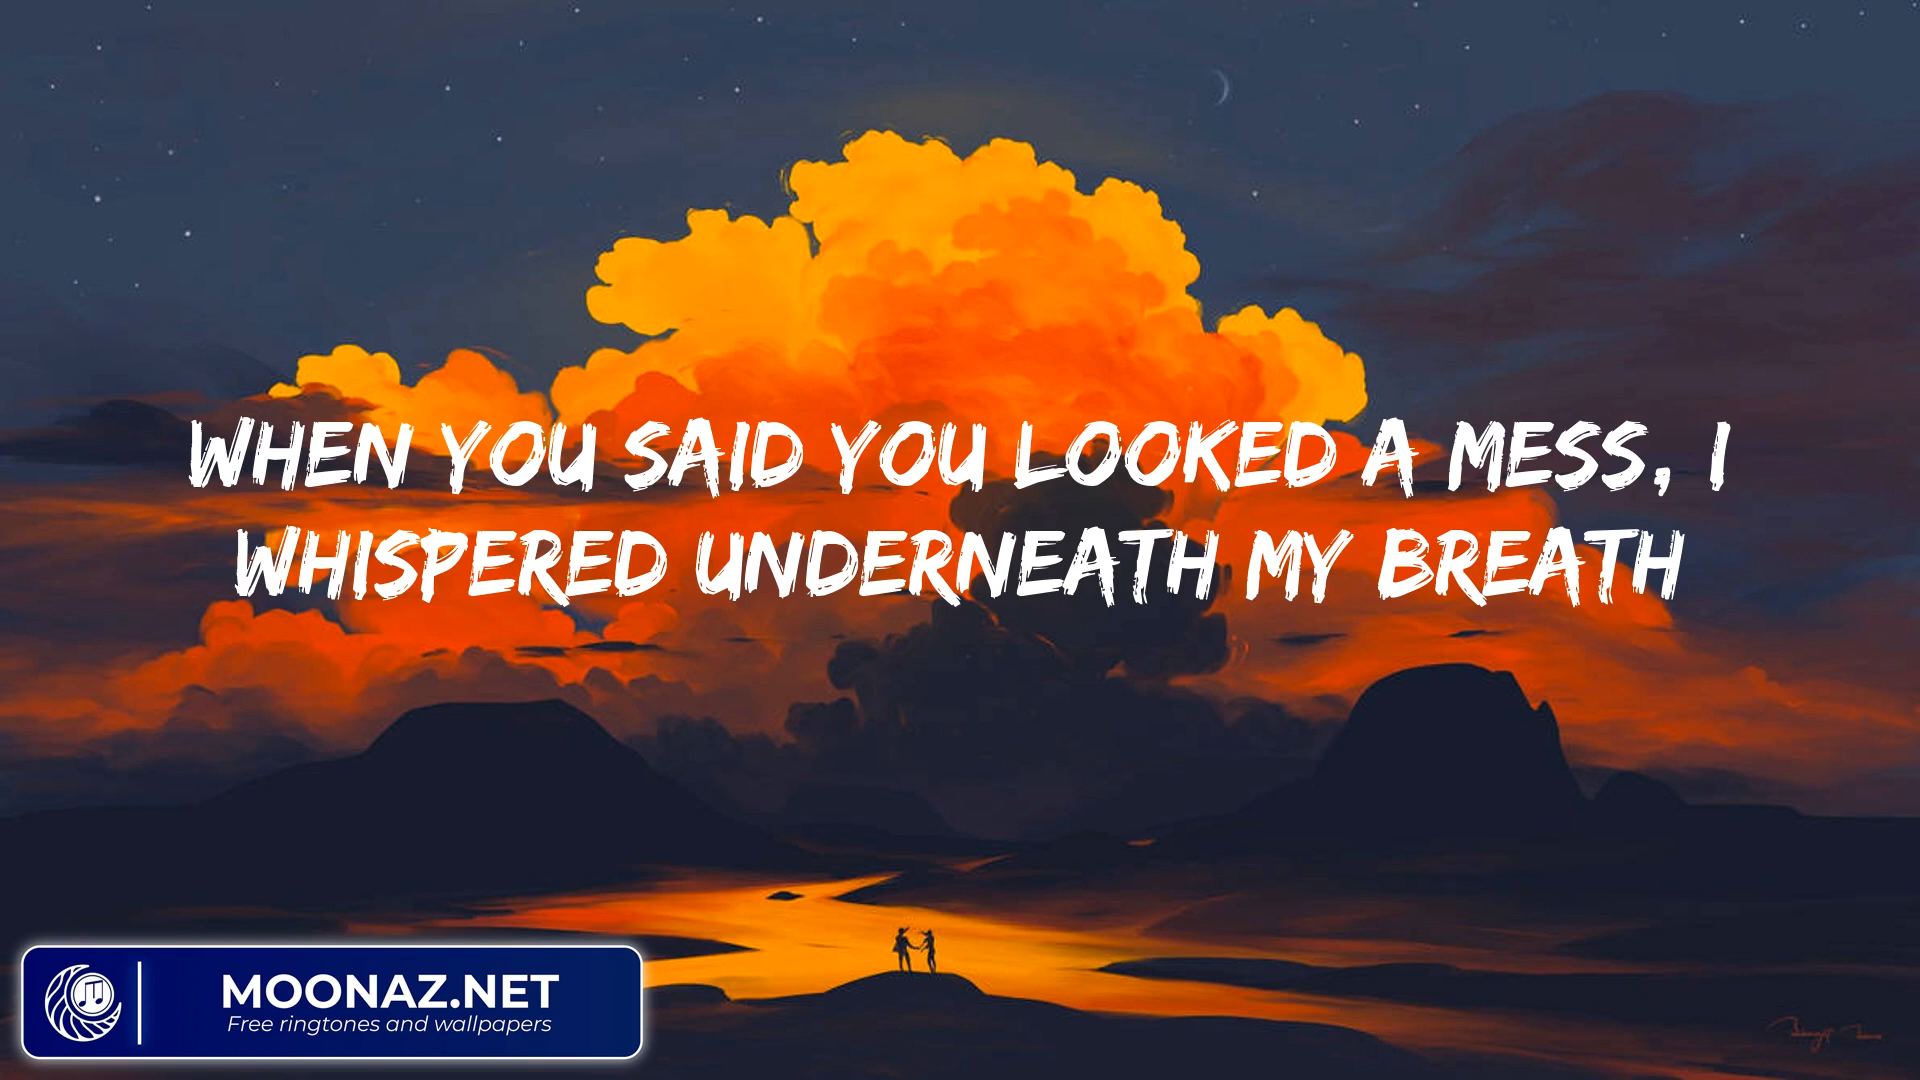 WHEN YOU SAID YOU LOOKED A MESS, I
WHISPERED UNDERNEATH MY BREATH
MOONAZ.NET
Free ringtones and wallpapers